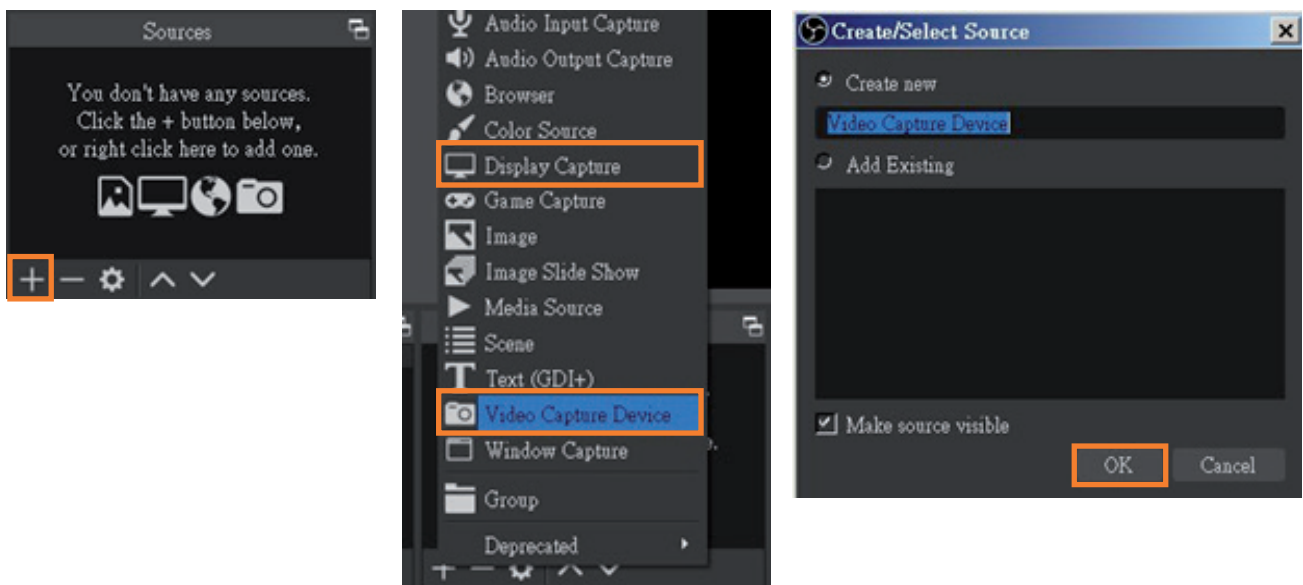 Sources
You don't have any sources.
Click the + button below,
or right click here to add one.
Audio Input Capture
Audio Output Capture
Browser
Color Source
Display Capture
Game Capture
Image
Image Slide Show
Media Source
Scene
Text (GDI+)
Video Capture Device
Window Capture
Group
Deprecated
Create/Select Source
Create new
Video Capture Device
Add Existing
Make source visible
OK Cancel